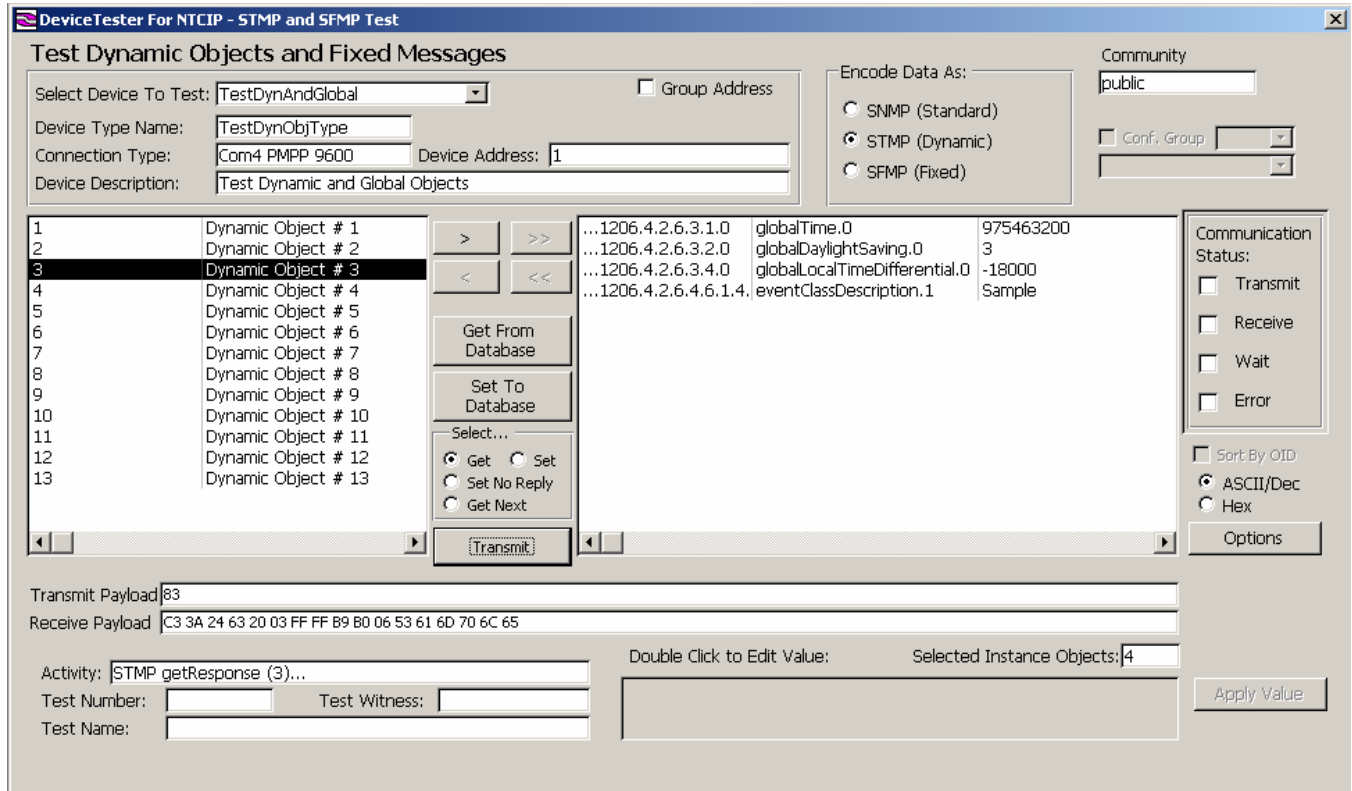 DeviceTester For NTCIP - STMP and SFMP Test
Test Dynamic Objects and Fixed Messages
Select Device To Test: TestDynAndGlobal
Group Address
Device Type Name: TestDynObjType
Connection Type: Com4 PMPP 9600 Device Address: 1
Device Description: Test Dynamic and Global Objects
Encode Data As:
SNMP (Standard)
STMP (Dynamic)
SFMP (Fixed)
Community
public
Conf. Group
1 Dynamic Object # 1
2 Dynamic Object # 2
3 Dynamic Object # 3
4 Dynamic Object # 4
5 Dynamic Object # 5
6 Dynamic Object # 6
7 Dynamic Object # 7
8 Dynamic Object # 8
9 Dynamic Object # 9
10 Dynamic Object # 10
11 Dynamic Object # 11
12 Dynamic Object # 12
13 Dynamic Object # 13
> >>
< <<
Get From
Database
Set To
Database
Select...
Get Set
Set No Reply
Get Next
Transmit
...1206.4.2.6.3.1.0 globalTime.0 975463200
...1206.4.2.6.3.2.0 globalDaylightSaving.0 3
...1206.4.2.6.3.4.0 globalLocalTimeDifferential.0 -18000
...1206.4.2.6.4.6.1.4. eventClassDescription.1 Sample
Communication
Status:
Transmit
Receive
Wait
Error
Sort By OID
ASCII/Dec
Hex
Options
Transmit Payload 83
Receive Payload C3 3A 24 63 20 03 FF FF B9 B0 06 53 61 6D 70 6C 65
Activity: STMP getResponse (3)...
Test Number: Test Witness:
Test Name:
Double Click to Edit Value: Selected Instance Objects: 4
Apply Value